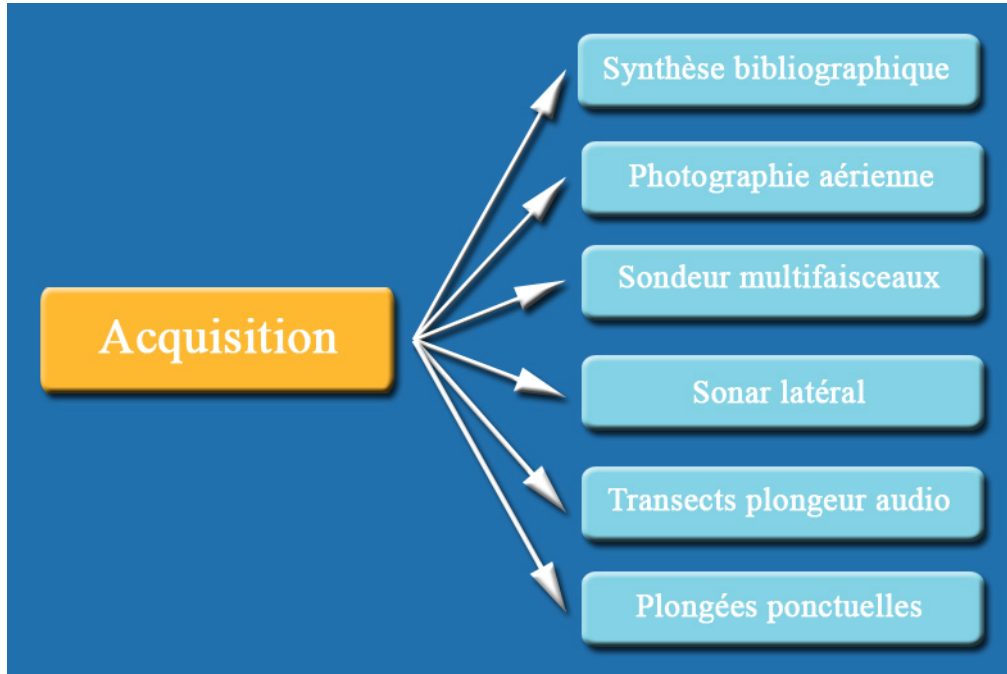 Acquisition
Synthèse bibliographique
Photographie aérienne
Sondeur multifaisceaux
Sonar latéral
Transects plongeur audio
Plongées ponctuelles